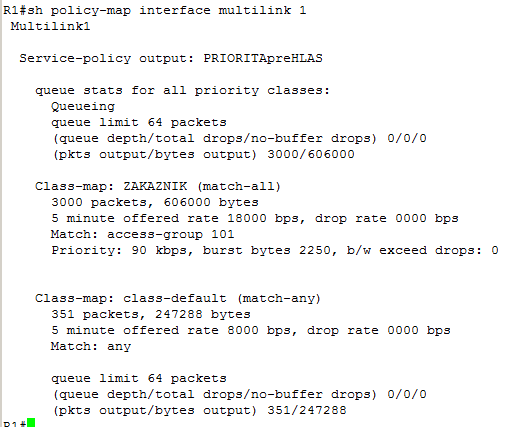 R1#sh policy-map interface multilink 1
Multilink1
Service-policy output: PRIORITApreHLAS
queue stats for all priority classes:
Queueing
queue limit 64 packets
(queue depth/total drops/no-buffer drops) 0/0/0
(pkts output/bytes output) 3000/606000
Class-map: ZAKAZNIK (match-all)
3000 packets, 606000 bytes
5 minute offered rate 18000 bps, drop rate 0000 bps
Match: access-group 101
Priority: 90 kbps, burst bytes 2250, b/w exceed drops: 0
Class-map: class-default (match-any)
351 packets, 247288 bytes
5 minute offered rate 8000 bps, drop rate 0000 bps
Match: any
queue limit 64 packets
(queue depth/total drops/no-buffer drops) 0/0/0
(pkts output/bytes output) 351/247288
R1#